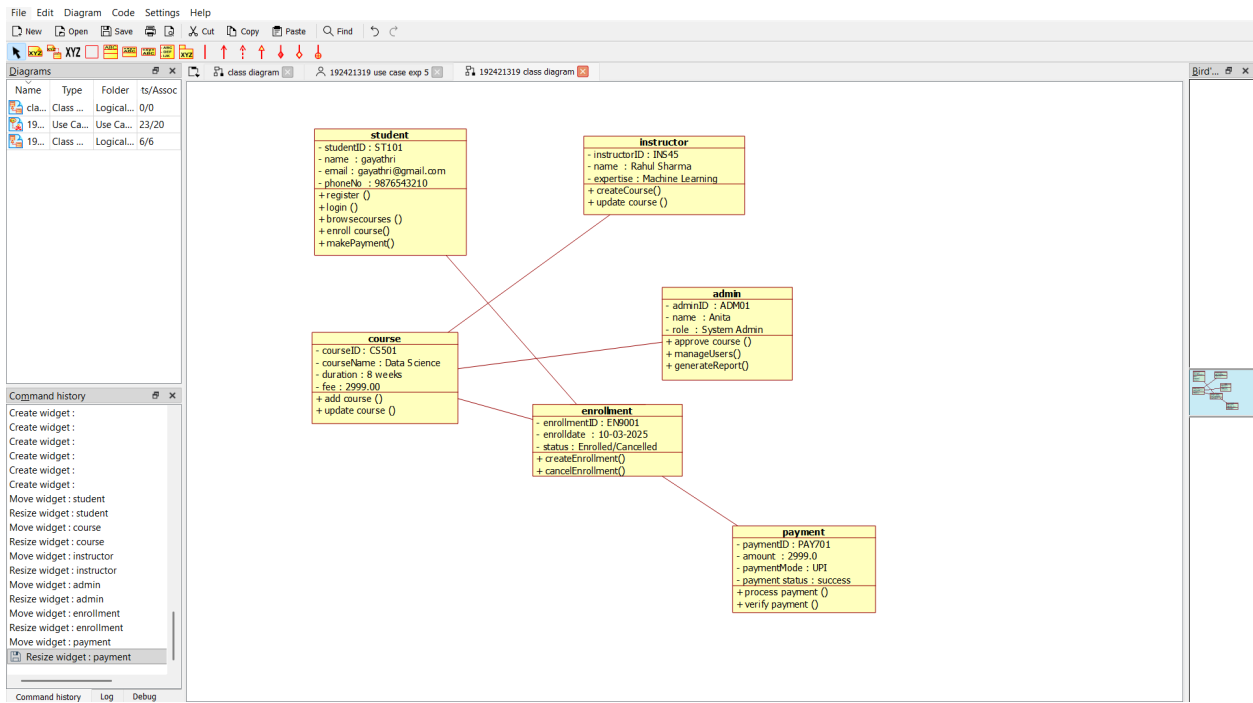 File Edit Diagram Code Settings Help
New Open Save Cut Copy Paste Find
XYZ XYZ ABC ABC XYZ
Diagrams
class diagram 192421319 use case exp 5 192421319 class diagram
Bird'...
Name Type Folder ts/Assoc
cla... Class ... Logical... 0/0
19... Use Ca... Use Ca... 23/20
19... Class ... Logical... 6/6
student
- studentID : ST101
- name : gayathri
- email : gayathri@gmail.com
- phoneNo : 9876543210
+ register ()
+ login ()
+ browsecourses ()
+ enroll course()
+ makePayment()
instructor
- instructorID : INS45
- name : Rahul Sharma
- expertise : Machine Learning
+ createCourse()
+ update course ()
admin
- adminID : ADM01
- name : Anita
- role : System Admin
+ approve course ()
+ manageUsers()
+ generateReport()
course
- courseID : CS501
- courseName : Data Science
- duration : 8 weeks
- fee : 2999.00
+ add course ()
+ update course ()
enrollment
- enrollmentID : EN9001
- enrolldate : 10-03-2025
- status : Enrolled/Cancelled
+ createEnrollment()
+ cancelEnrollment()
payment
- paymentID : PAY701
- amount : 2999.0
- paymentMode : UPI
- payment status : success
+ process payment ()
+ verify payment ()
Command history
Create widget :
Create widget :
Create widget :
Create widget :
Create widget :
Create widget :
Move widget : student
Resize widget : student
Move widget : course
Resize widget : course
Move widget : instructor
Resize widget : instructor
Move widget : admin
Resize widget : admin
Move widget : enrollment
Resize widget : enrollment
Move widget : payment
Resize widget : payment
Command history Log Debug